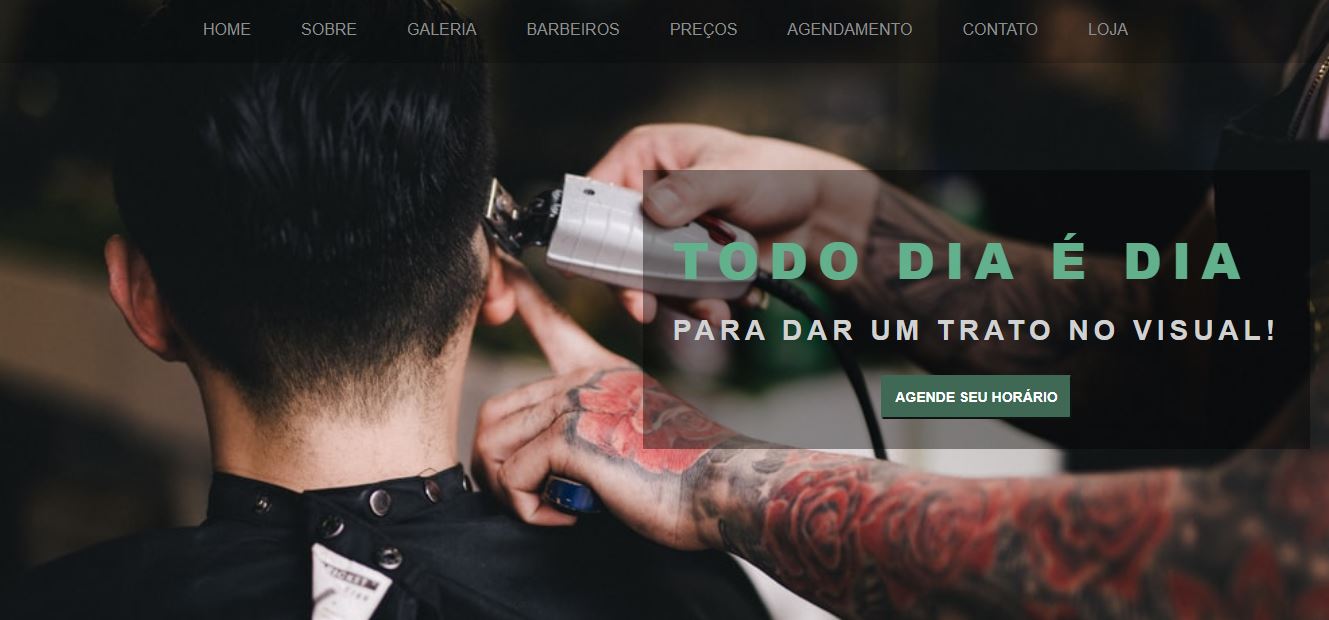 HOME SOBRE GALERIA BARBEIROS PREÇOS AGENDAMENTO CONTATO LOJA
TODO DIA É DIA
PARA DAR UM TRATO NO VISUAL!
AGENDE SEU HORÁRIO